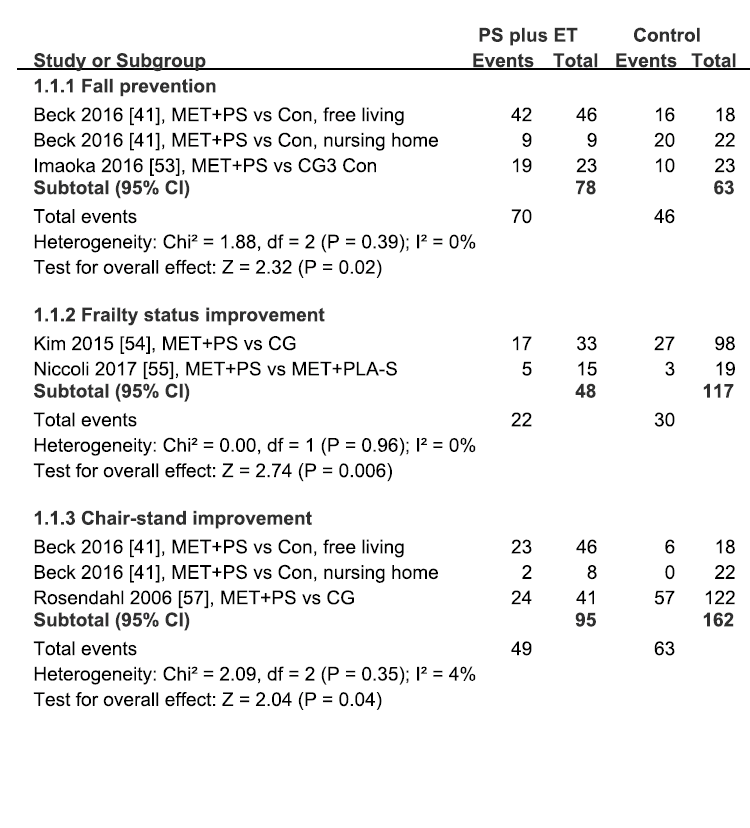 PS plus ET Control
Study or Subgroup Events Total Events Total
1.1.1 Fall prevention
Beck 2016 [41], MET+PS vs Con, free living 42 46 16 18
Beck 2016 [41], MET+PS vs Con, nursing home 9 9 20 22
Imaoka 2016 [53], MET+PS vs CG3 Con 19 23 10 23
Subtotal (95% CI) 78 63
Total events 70 46
Heterogeneity: Chi² = 1.88, df = 2 (P = 0.39); I² = 0%
Test for overall effect: Z = 2.32 (P = 0.02)
1.1.2 Frailty status improvement
Kim 2015 [54], MET+PS vs CG 17 33 27 98
Niccoli 2017 [55], MET+PS vs MET+PLA-S 5 15 3 19
Subtotal (95% CI) 48 117
Total events 22 30
Heterogeneity: Chi² = 0.00, df = 1 (P = 0.96); I² = 0%
Test for overall effect: Z = 2.74 (P = 0.006)
1.1.3 Chair-stand improvement
Beck 2016 [41], MET+PS vs Con, free living 23 46 6 18
Beck 2016 [41], MET+PS vs Con, nursing home 2 8 0 22
Rosendahl 2006 [57], MET+PS vs CG 24 41 57 122
Subtotal (95% CI) 95 162
Total events 49 63
Heterogeneity: Chi² = 2.09, df = 2 (P = 0.35); I² = 4%
Test for overall effect: Z = 2.04 (P = 0.04)